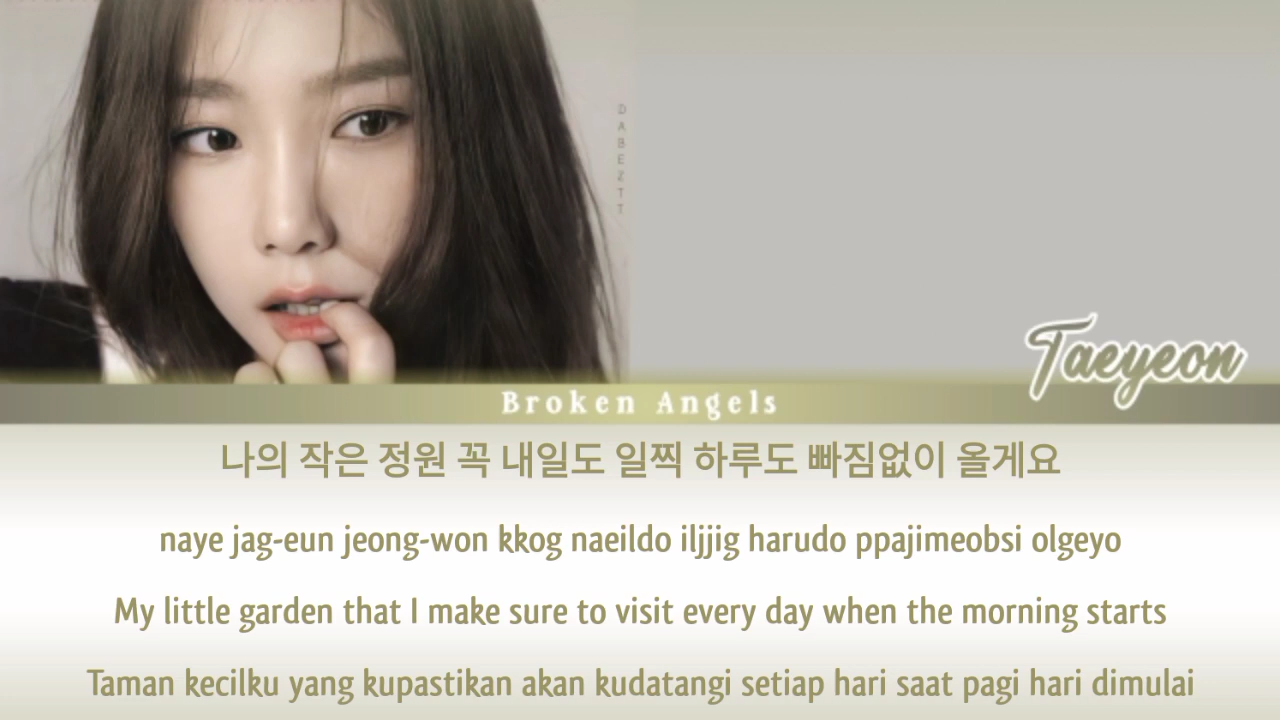 DABEZTT
Taeyeon
Broken Angels
나의 작은 정원 꼭 내일도 일찍 하루도 빠짐없이 올게요
naye jag-eun jeong-won kkog naeildo iljjig harudo ppajimeobsi olgeyo
My little garden that I make sure to visit every day when the morning starts
Taman kecilku yang kupastikan akan kudatangi setiap hari saat pagi hari dimulai